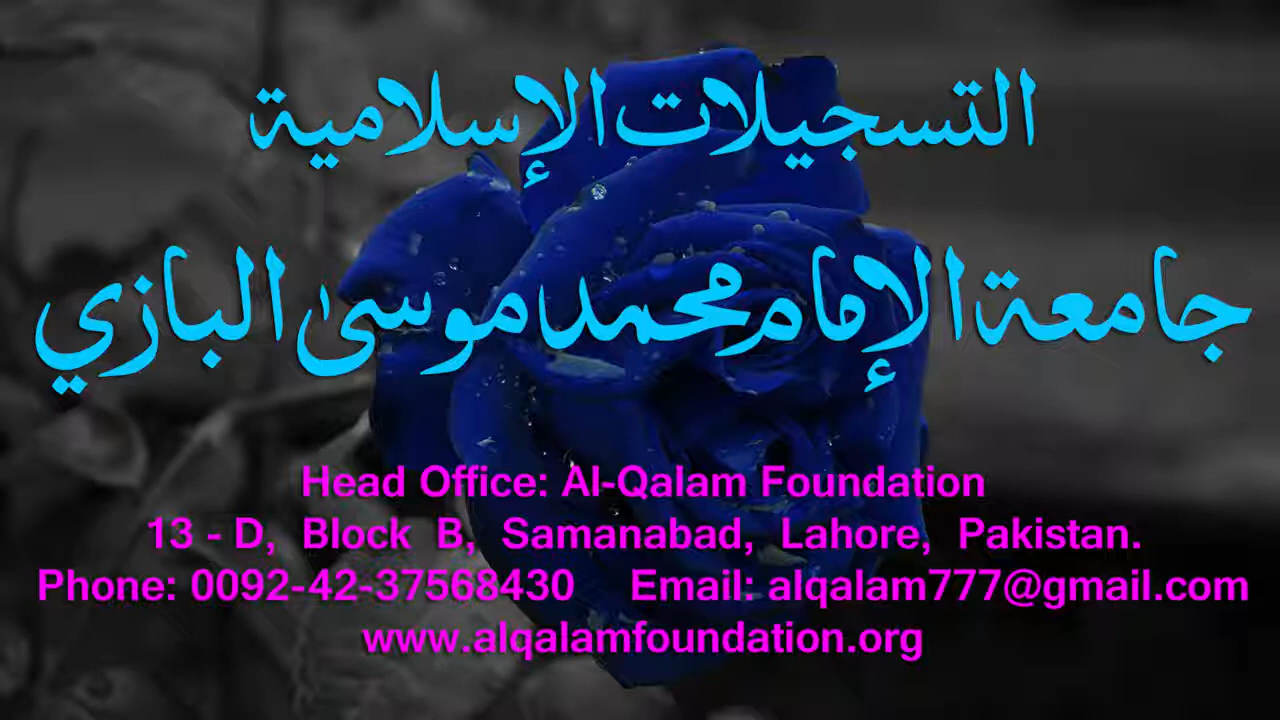 التسجيلات الإسلامية
جامعة الإمام محمد موسىٰ البازي
Head Office: Al-Qalam Foundation
13 - D, Block B, Samanabad, Lahore, Pakistan.
Phone: 0092-42-37568430 Email: alqalam777@gmail.com
www.alqalamfoundation.org